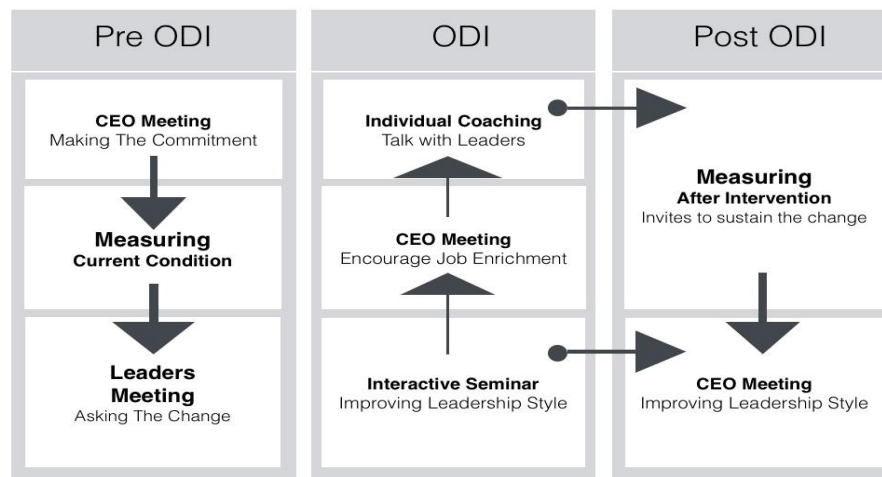 Pre ODI
CEO Meeting
Making The Commitment
Measuring
Current Condition
Leaders
Meeting
Asking The Change
ODI
Individual Coaching
Talk with Leaders
CEO Meeting
Encourage Job Enrichment
Interactive Seminar
Improving Leadership Style
Post ODI
Measuring
After Intervention
Invites to sustain the change
CEO Meeting
Improving Leadership Style